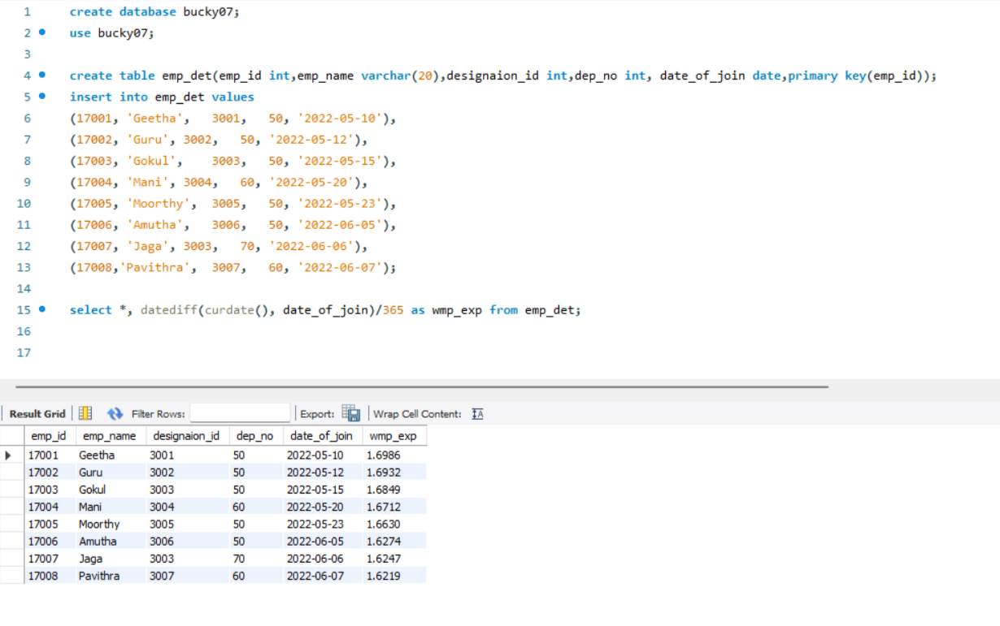 1 create database bucky07;
2 use bucky07;
3
4 create table emp_det(emp_id int,emp_name varchar(20),designaion_id int,dep_no int, date_of_join date,primary key(emp_id));
5 insert into emp_det values
6 (17001, 'Geetha', 3001, 50, '2022-05-10'),
7 (17002, 'Guru', 3002, 50, '2022-05-12'),
8 (17003, 'Gokul', 3003, 50, '2022-05-15'),
9 (17004, 'Mani', 3004, 60, '2022-05-20'),
10 (17005, 'Moorthy', 3005, 50, '2022-05-23'),
11 (17006, 'Amutha', 3006, 50, '2022-06-05'),
12 (17007, 'Jaga', 3003, 70, '2022-06-06'),
13 (17008,'Pavithra', 3007, 60, '2022-06-07');
14
15 select *, datediff(curdate(), date_of_join)/365 as wmp_exp from emp_det;
16
17
Result Grid Filter Rows: Export: Wrap Cell Content: IA
emp_id emp_name designaion_id dep_no date_of_join wmp_exp
17001 Geetha 3001 50 2022-05-10 1.6986
17002 Guru 3002 50 2022-05-12 1.6932
17003 Gokul 3003 50 2022-05-15 1.6849
17004 Mani 3004 60 2022-05-20 1.6712
17005 Moorthy 3005 50 2022-05-23 1.6630
17006 Amutha 3006 50 2022-06-05 1.6274
17007 Jaga 3003 70 2022-06-06 1.6247
17008 Pavithra 3007 60 2022-06-07 1.6219